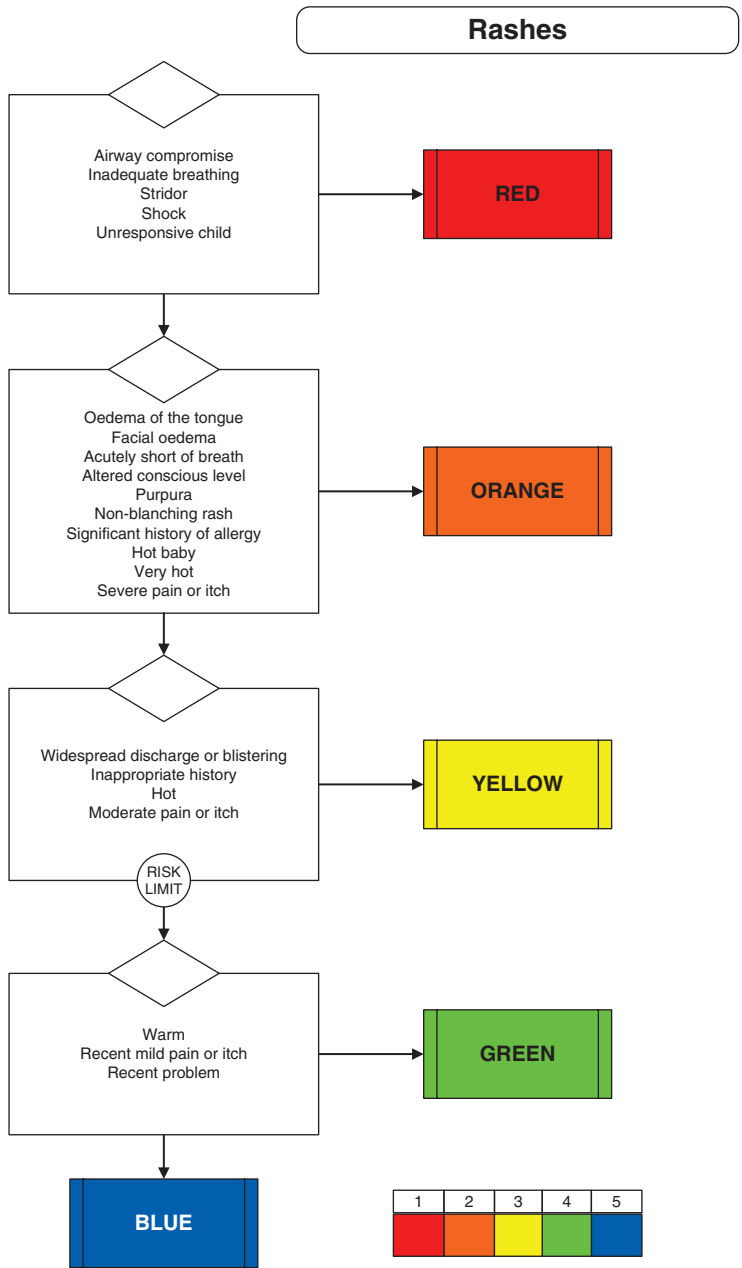 Rashes
Airway compromise
Inadequate breathing
Stridor
Shock
Unresponsive child
RED
Oedema of the tongue
Facial oedema
Acutely short of breath
Altered conscious level
Purpura
Non-blanching rash
Significant history of allergy
Hot baby
Very hot
Severe pain or itch
ORANGE
Widespread discharge or blistering
Inappropriate history
Hot
Moderate pain or itch
YELLOW
RISK
LIMIT
Warm
Recent mild pain or itch
Recent problem
GREEN
BLUE
1 2 3 4 5